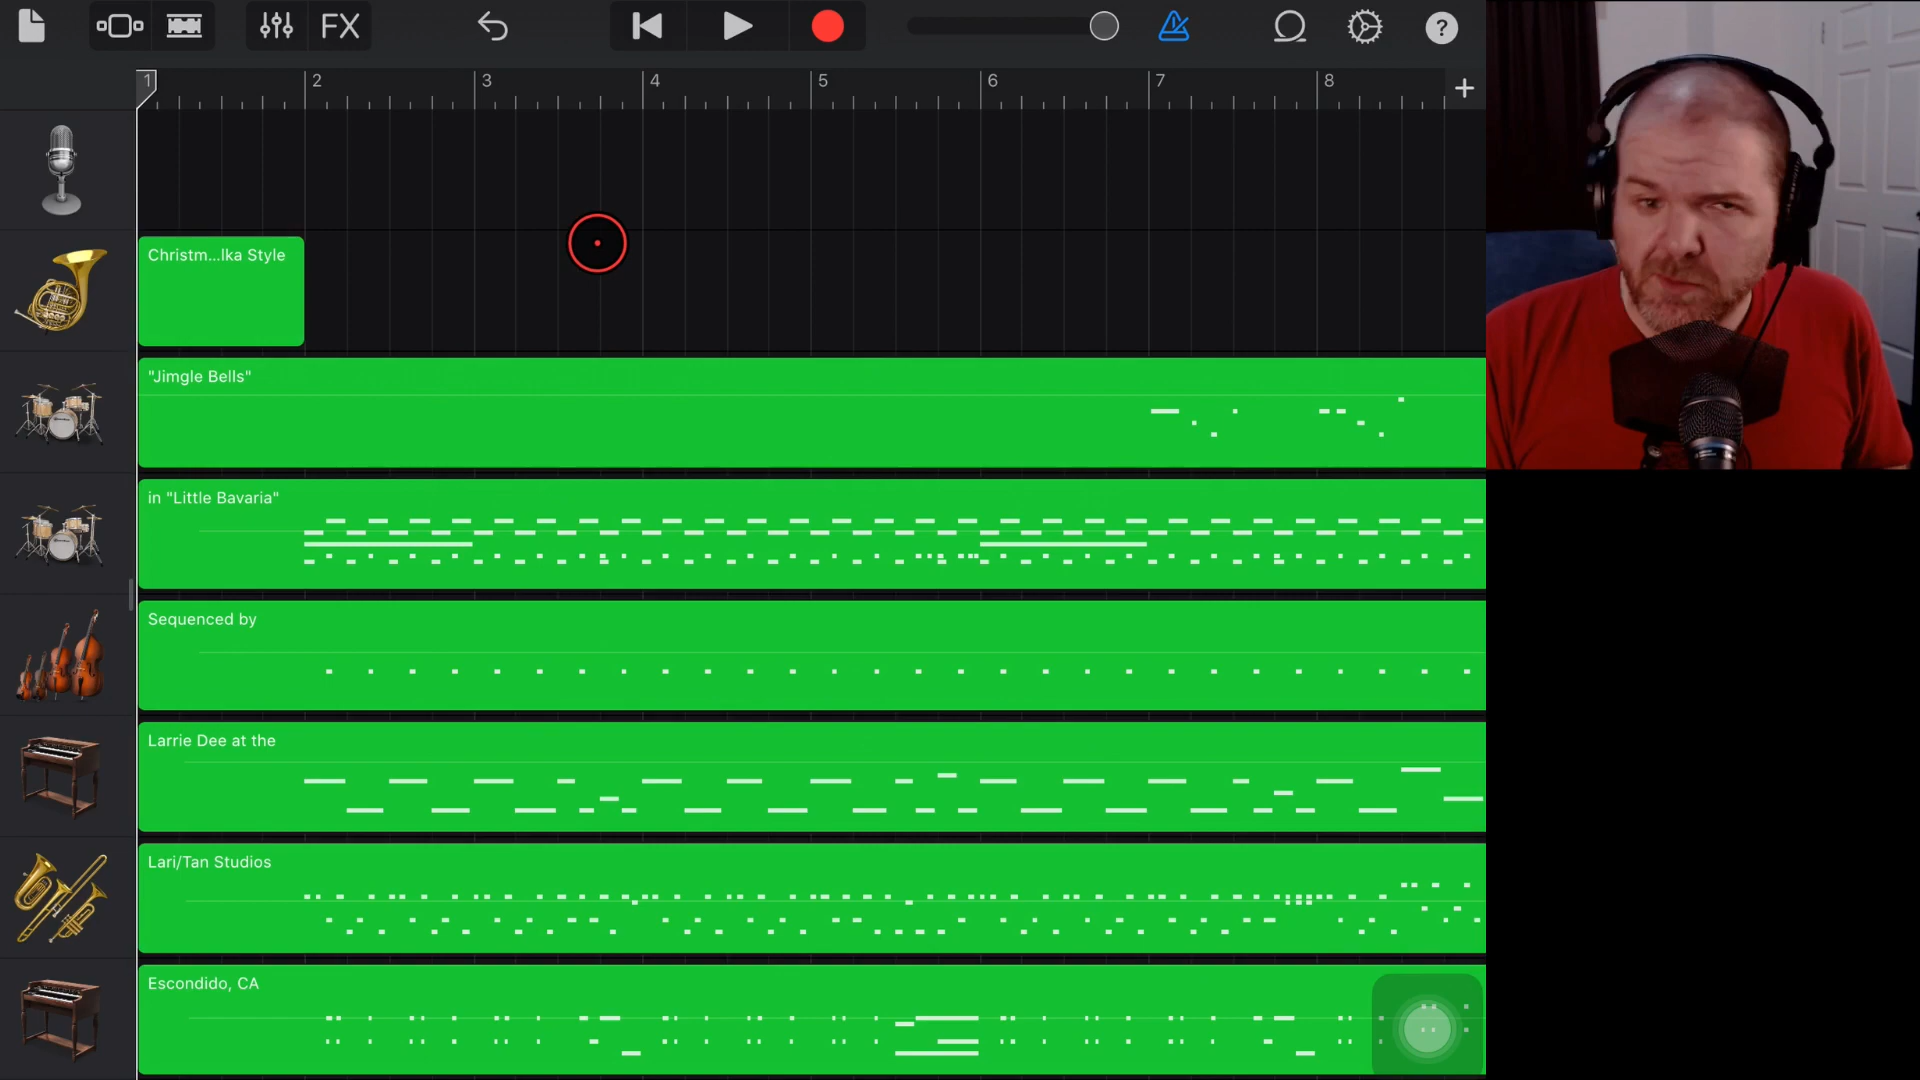 FX
?
1 2 3 4 5 6 7 8 +
Christm...lka Style
"Jimgle Bells"
in "Little Bavaria"
Sequenced by
Larrie Dee at the
Lari/Tan Studios
Escondido, CA